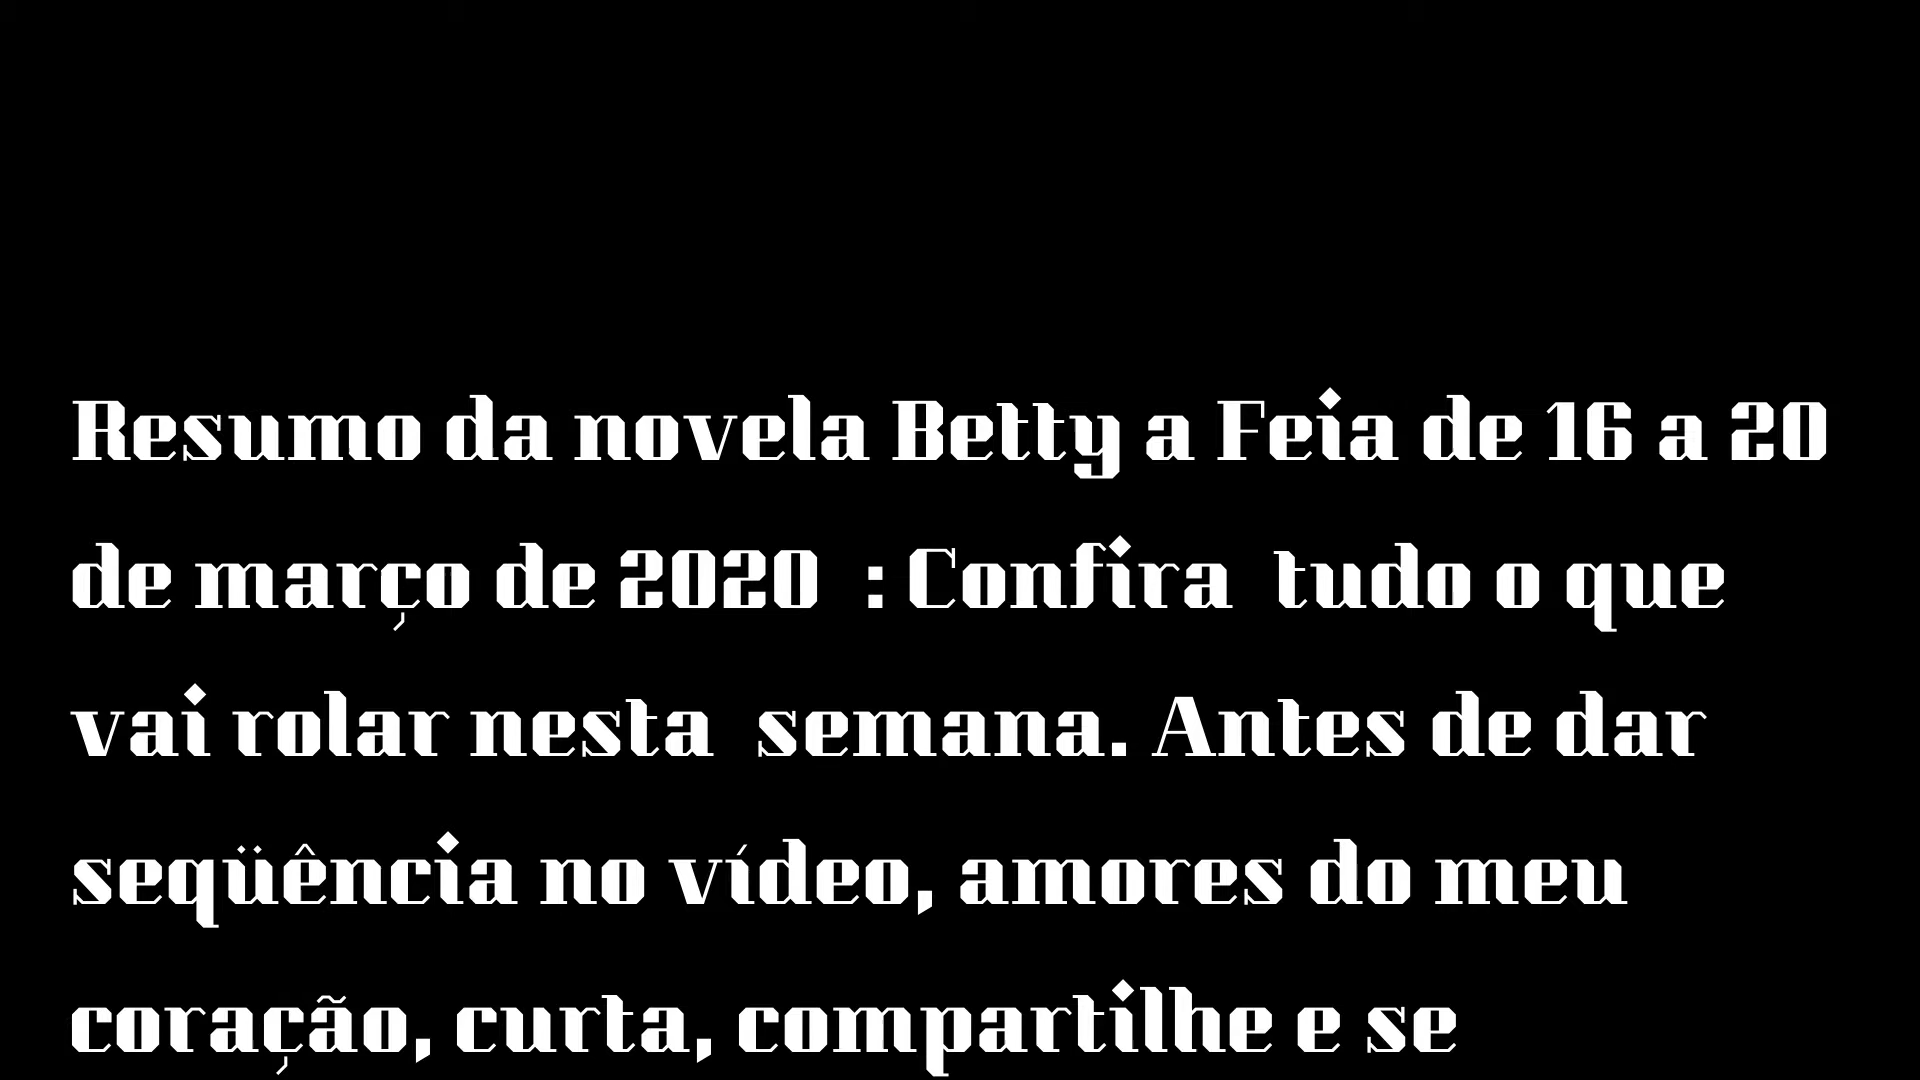 Resumo da novela Betty a Feia de 16 a 20
de março de 2020  : Confira  tudo o que
vai rolar nesta  semana. Antes de dar
seqüência no vídeo, amores do meu
coração, curta, compartilhe e se